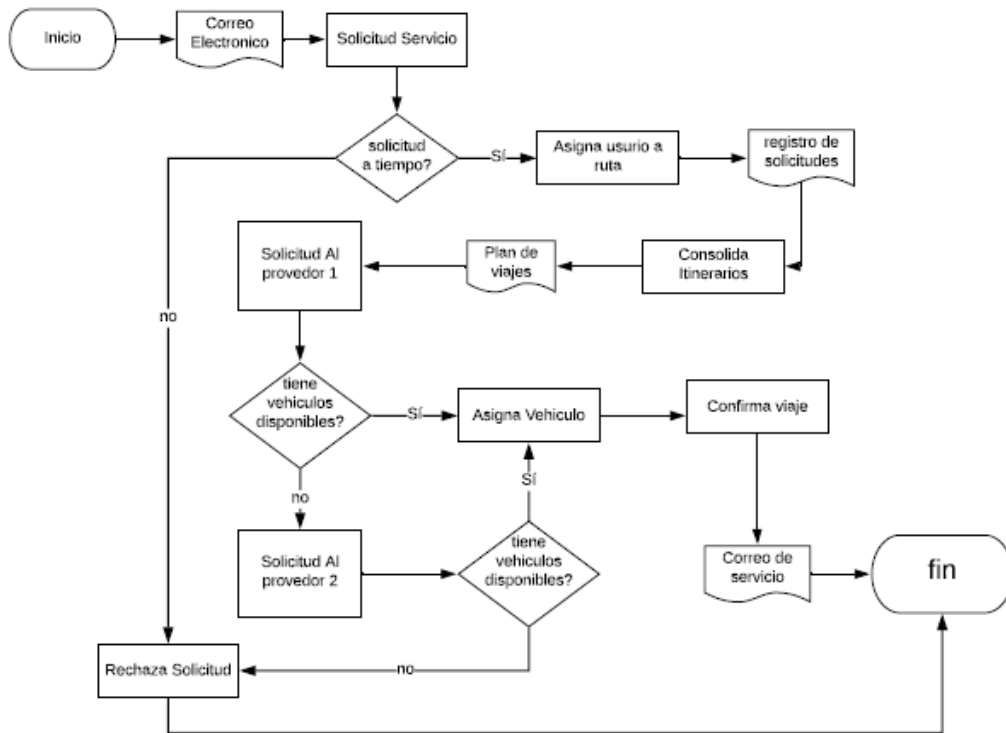 Inicio
Correo
Electronico
Solicitud Servicio
solicitud
a tiempo?
Sí
Asigna usurio a
ruta
registro de
solicitudes
Solicitud Al
provedor 1
Plan de
viajes
Consolida
Itinerarios
no
tiene
vehiculos
disponibles?
Sí
Asigna Vehiculo
Confirma viaje
no
Sí
Solicitud Al
provedor 2
tiene
vehiculos
disponibles?
Correo de
servicio
fin
Rechaza Solicitud
no